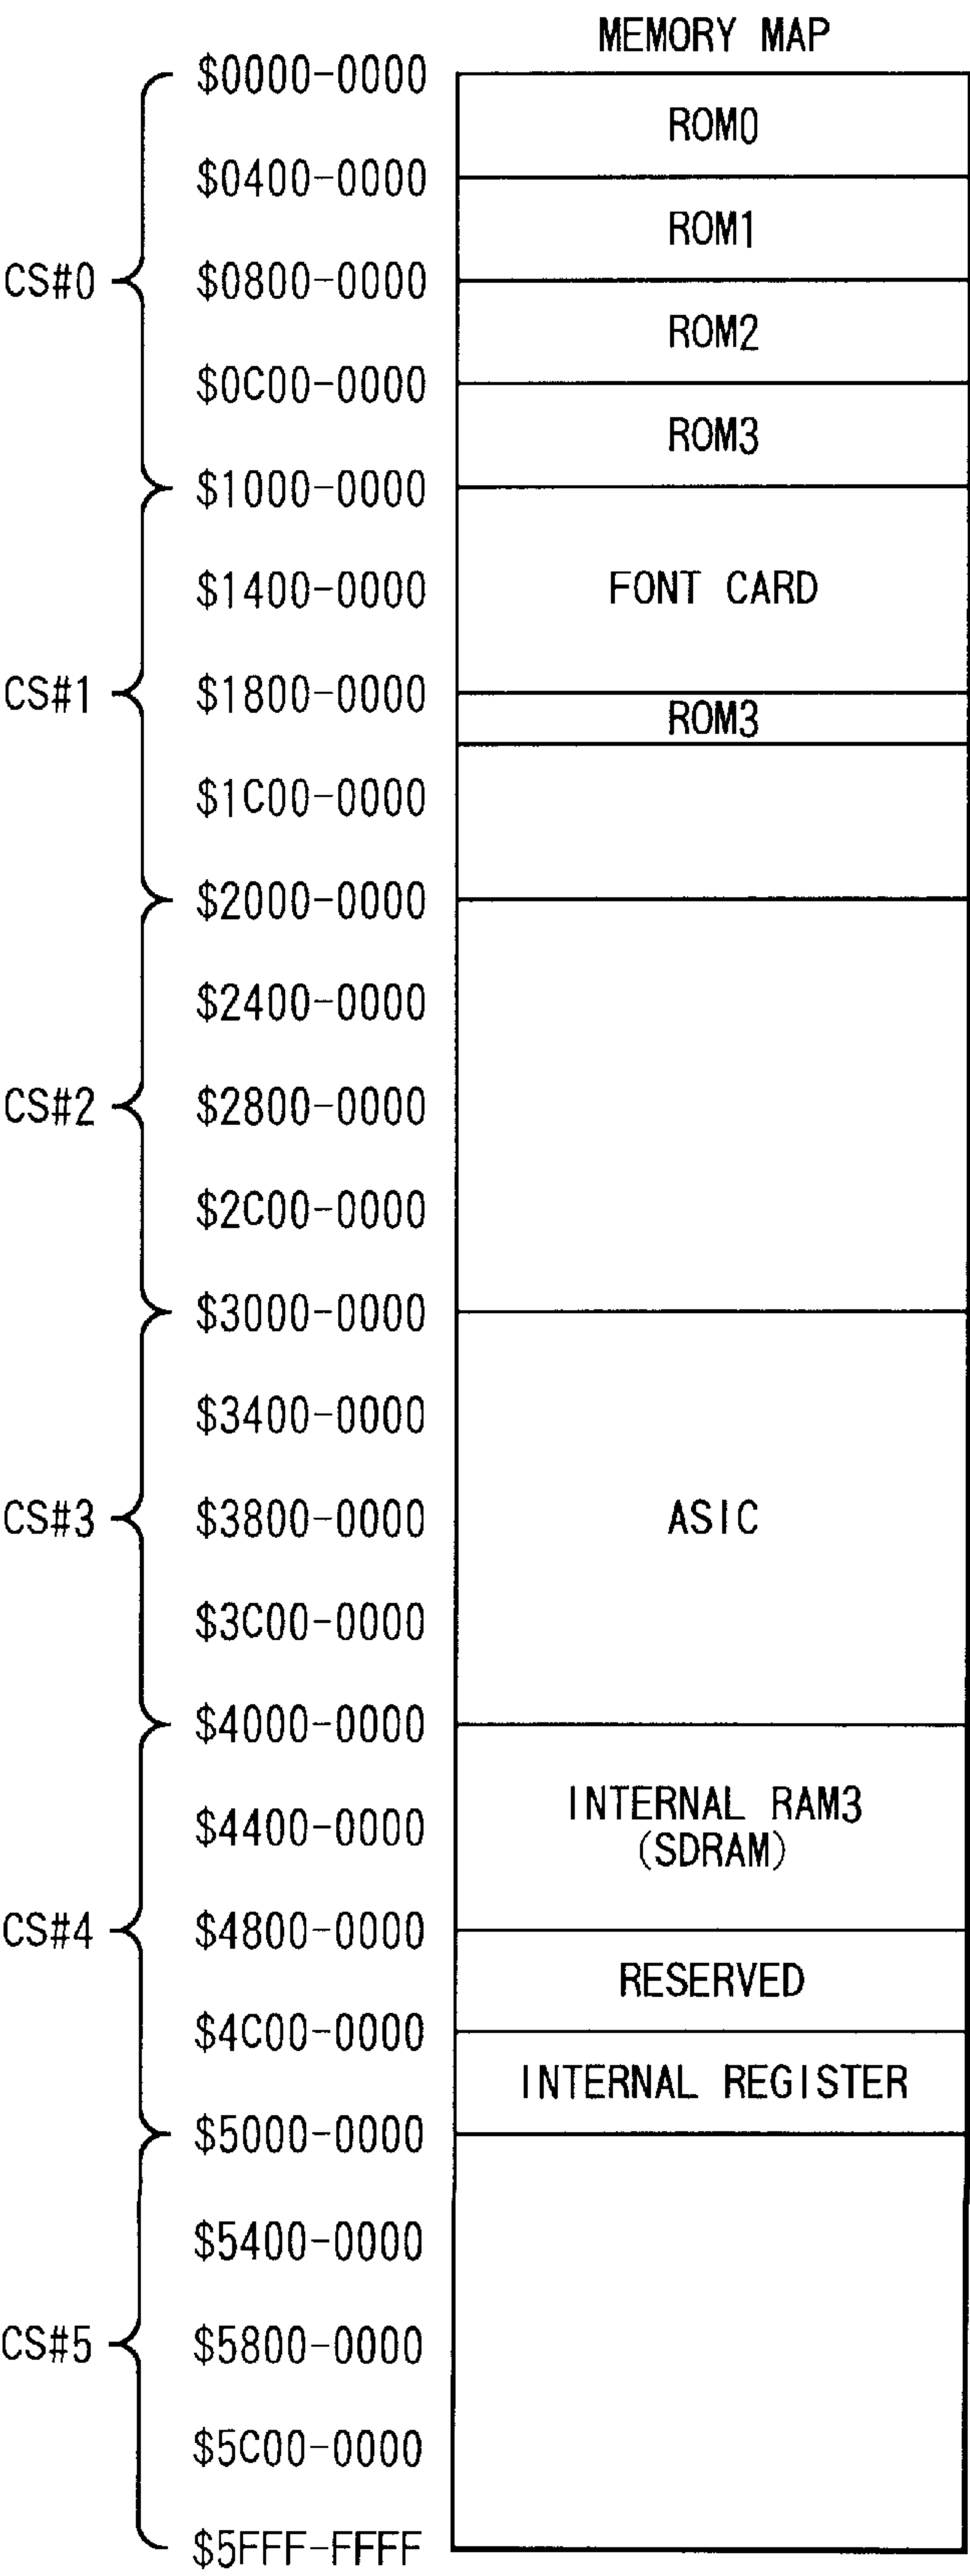 MEMORY MAP
$0000-0000
ROM0
$0400-0000
ROM1
CS#0
$0800-0000
ROM2
$0C00-0000
ROM3
$1000-0000
$1400-0000
FONT CARD
CS#1
$1800-0000
ROM3
$1C00-0000
$2000-0000
$2400-0000
CS#2
$2800-0000
$2C00-0000
$3000-0000
$3400-0000
CS#3
$3800-0000
ASIC
$3C00-0000
$4000-0000
INTERNAL RAM3
$4400-0000
(SDRAM)
CS#4
$4800-0000
RESERVED
$4C00-0000
INTERNAL REGISTER
$5000-0000
$5400-0000
CS#5
$5800-0000
$5C00-0000
$5FFF-FFFF